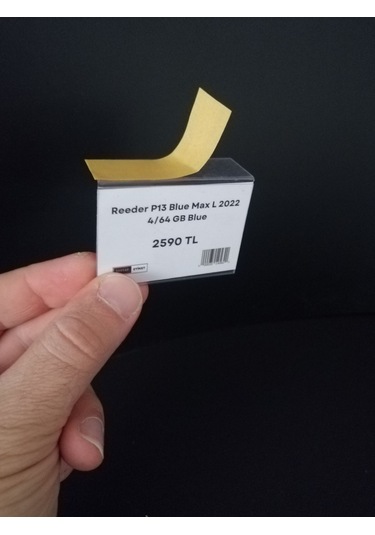 Reeder P13 Blue Max L 2022
4/64 GB Blue
2590 TL